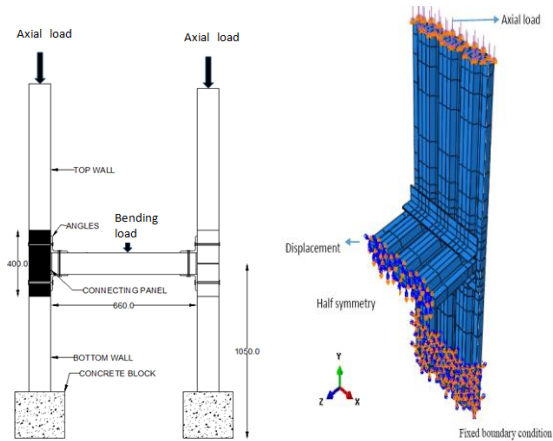 Axial load
Axial load
TOP WALL
ANGLES
Bending
load
400.0
CONNECTING PANEL
660.0
1050.0
BOTTOM WALL
CONCRETE BLOCK
Axial load
Displacement
Half symmetry
Y
Z
X
Fixed boundary condition